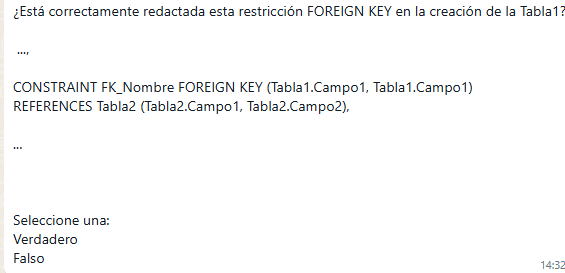 ¿Está correctamente redactada esta restricción FOREIGN KEY en la creación de la Tabla1?
...,
CONSTRAINT FK_Nombre FOREIGN KEY (Tabla1.Campo1, Tabla1.Campo1)
REFERENCES Tabla2 (Tabla2.Campo1, Tabla2.Campo2),
...
Seleccione una:
Verdadero
Falso
14:32